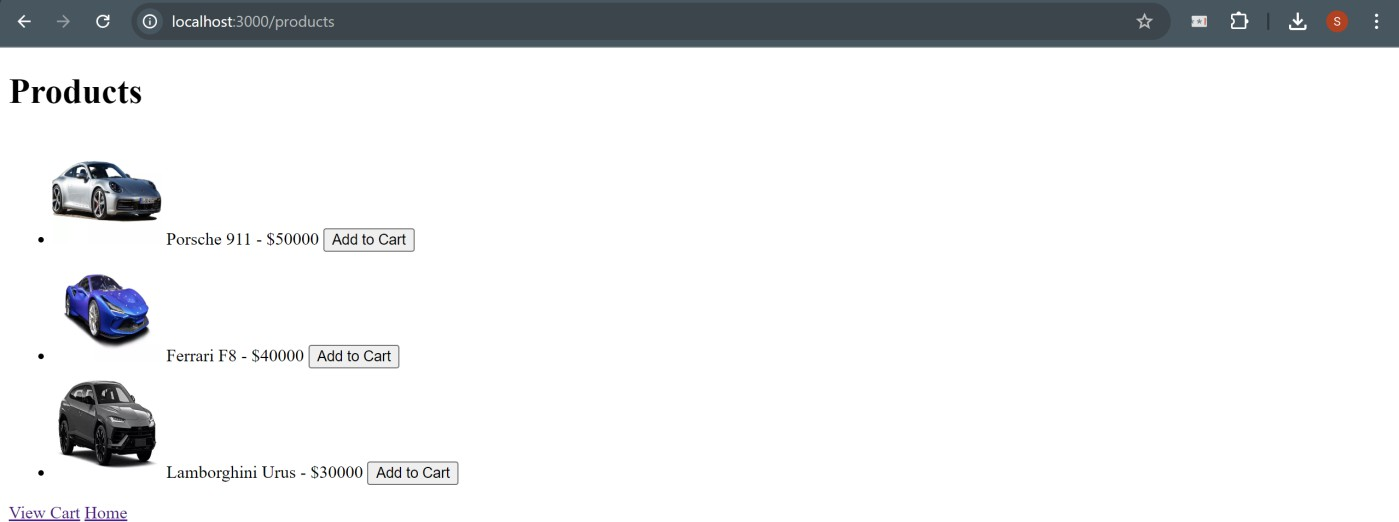 localhost:3000/products
S
Products
Porsche 911 - $50000 Add to Cart
Ferrari F8 - $40000 Add to Cart
Lamborghini Urus - $30000 Add to Cart
View Cart Home